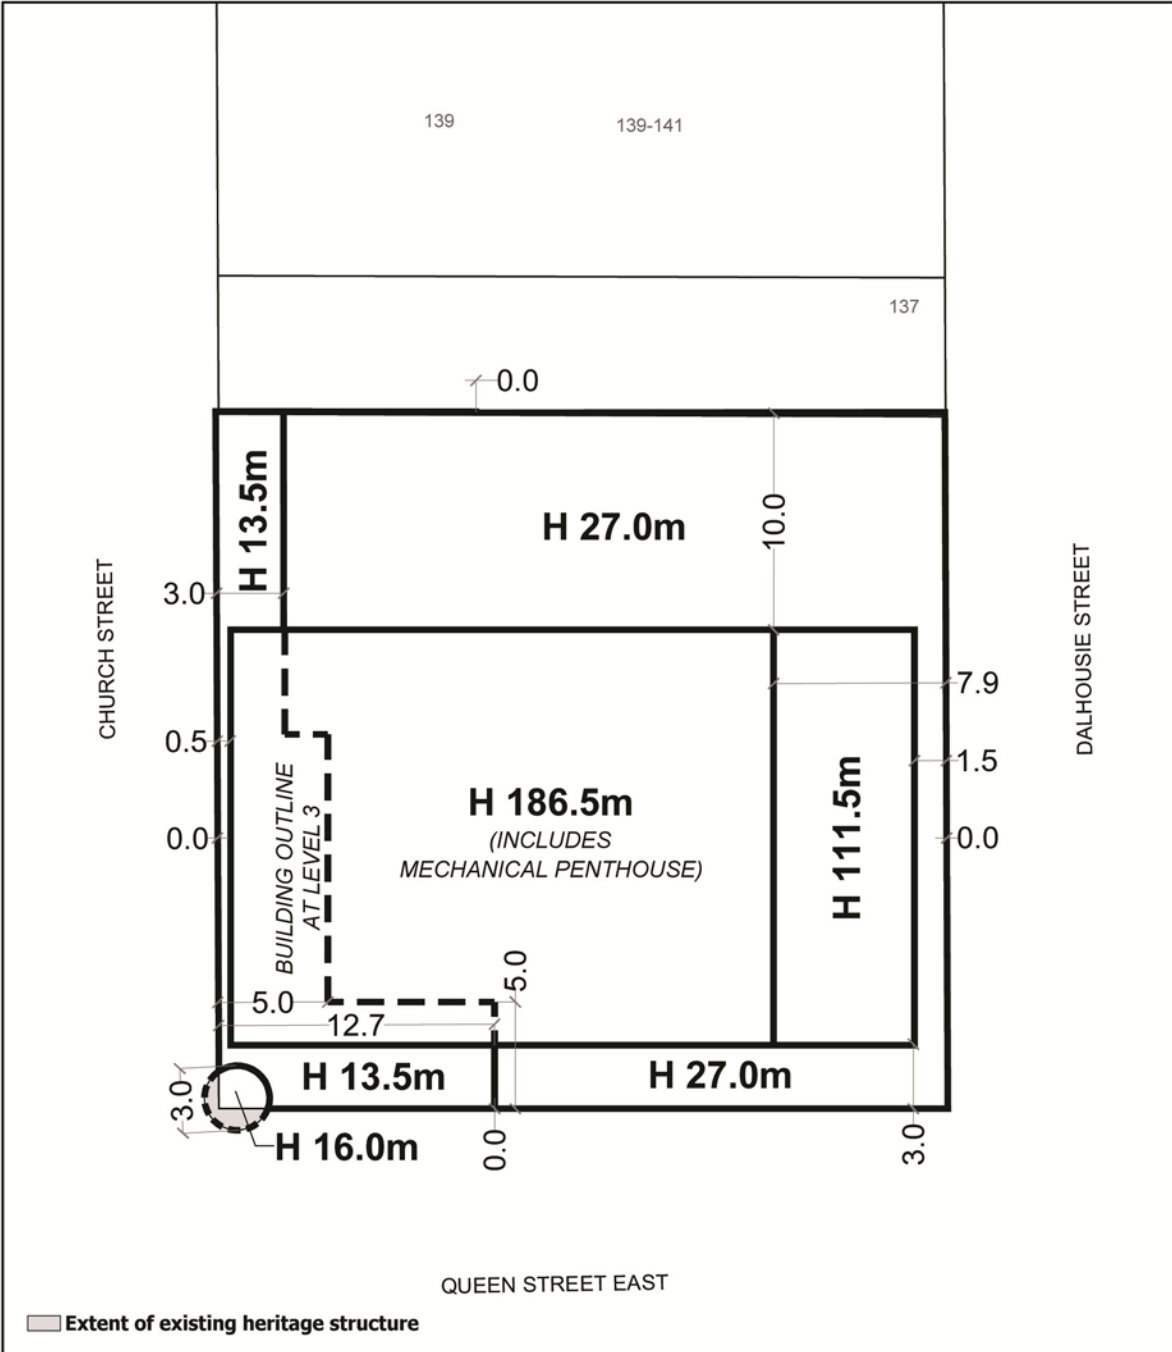 139
139-141
137
0.0
H 13.5m
H 27.0m
10.0
3.0
CHURCH STREET
DALHOUSIE STREET
7.9
0.5
1.5
BUILDING OUTLINE
AT LEVEL 3
H 186.5m
(INCLUDES
MECHANICAL PENTHOUSE)
H 111.5m
0.0
0.0
5.0
5.0
12.7
H 13.5m
H 27.0m
3.0
H 16.0m
0.0
3.0
QUEEN STREET EAST
Extent of existing heritage structure